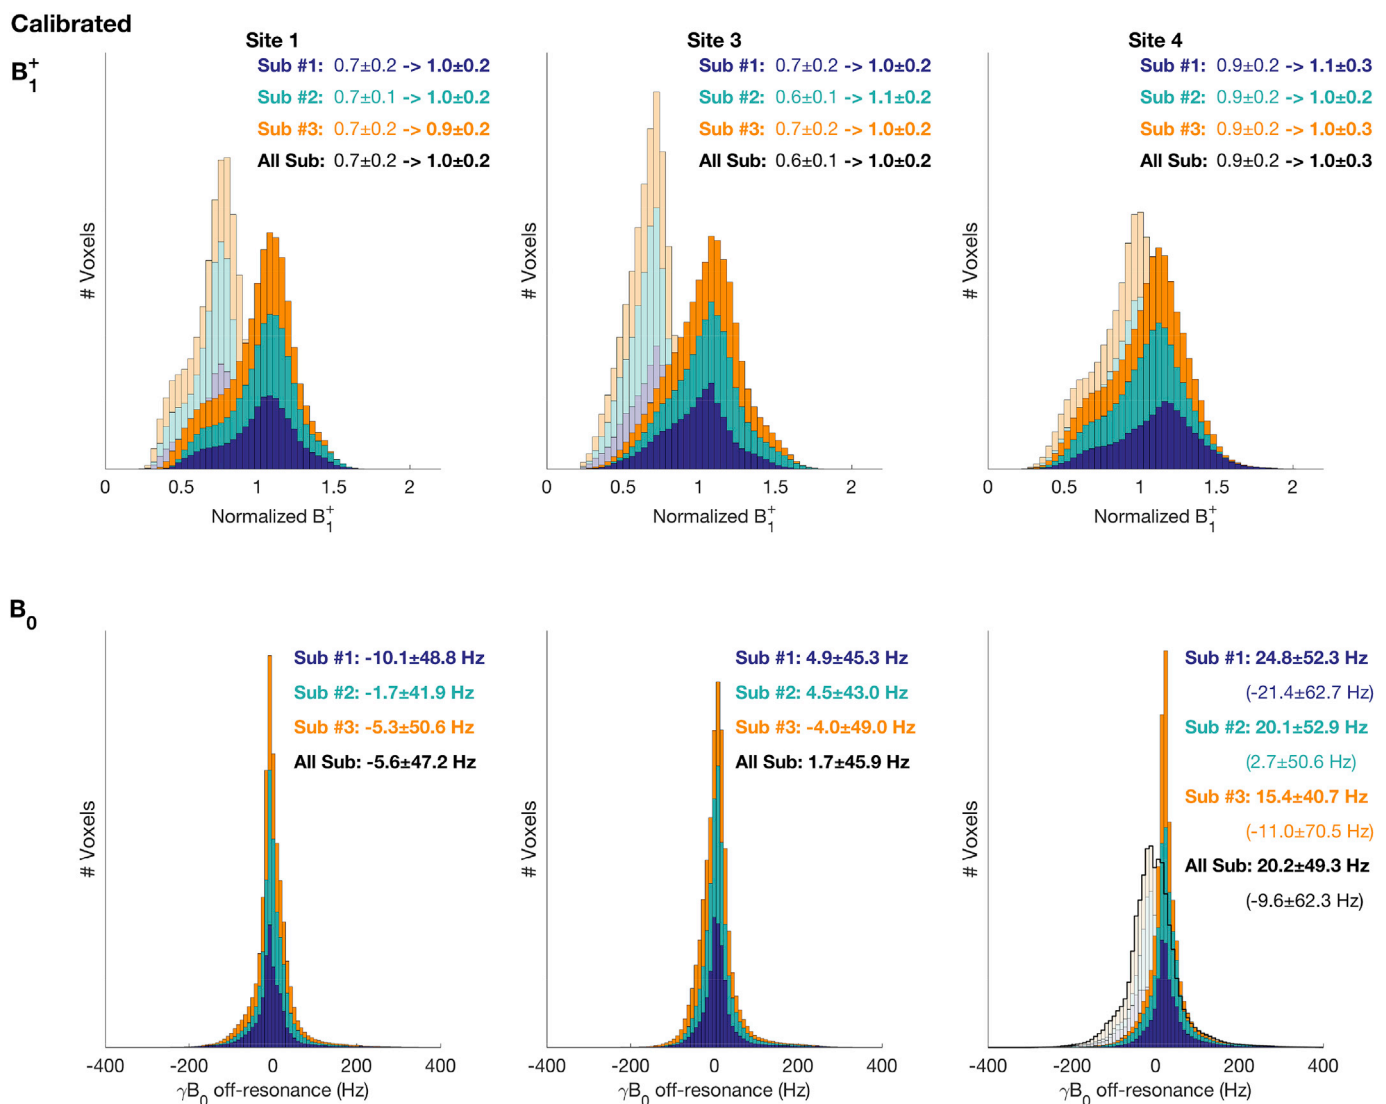 Calibrated
B₁⁺
Site 1
Sub #1: 0.7±0.2 -> 1.0±0.2
Sub #2: 0.7±0.1 -> 1.0±0.2
Sub #3: 0.7±0.2 -> 0.9±0.2
All Sub: 0.7±0.2 -> 1.0±0.2
# Voxels
0 0.5 1 1.5 2
Normalized B₁⁺
Site 3
Sub #1: 0.7±0.2 -> 1.0±0.2
Sub #2: 0.6±0.1 -> 1.1±0.2
Sub #3: 0.7±0.2 -> 1.0±0.2
All Sub: 0.6±0.1 -> 1.0±0.2
# Voxels
0 0.5 1 1.5 2
Normalized B₁⁺
Site 4
Sub #1: 0.9±0.2 -> 1.1±0.3
Sub #2: 0.9±0.2 -> 1.0±0.2
Sub #3: 0.9±0.2 -> 1.0±0.3
All Sub: 0.9±0.2 -> 1.0±0.3
# Voxels
0 0.5 1 1.5 2
Normalized B₁⁺
B₀
Sub #1: -10.1±48.8 Hz
Sub #2: -1.7±41.9 Hz
Sub #3: -5.3±50.6 Hz
All Sub: -5.6±47.2 Hz
# Voxels
-400 -200 0 200 400
γB₀ off-resonance (Hz)
Sub #1: 4.9±45.3 Hz
Sub #2: 4.5±43.0 Hz
Sub #3: -4.0±49.0 Hz
All Sub: 1.7±45.9 Hz
# Voxels
-400 -200 0 200 400
γB₀ off-resonance (Hz)
Sub #1: 24.8±52.3 Hz
(-21.4±62.7 Hz)
Sub #2: 20.1±52.9 Hz
(2.7±50.6 Hz)
Sub #3: 15.4±40.7 Hz
(-11.0±70.5 Hz)
All Sub: 20.2±49.3 Hz
(-9.6±62.3 Hz)
# Voxels
-400 -200 0 200 400
γB₀ off-resonance (Hz)